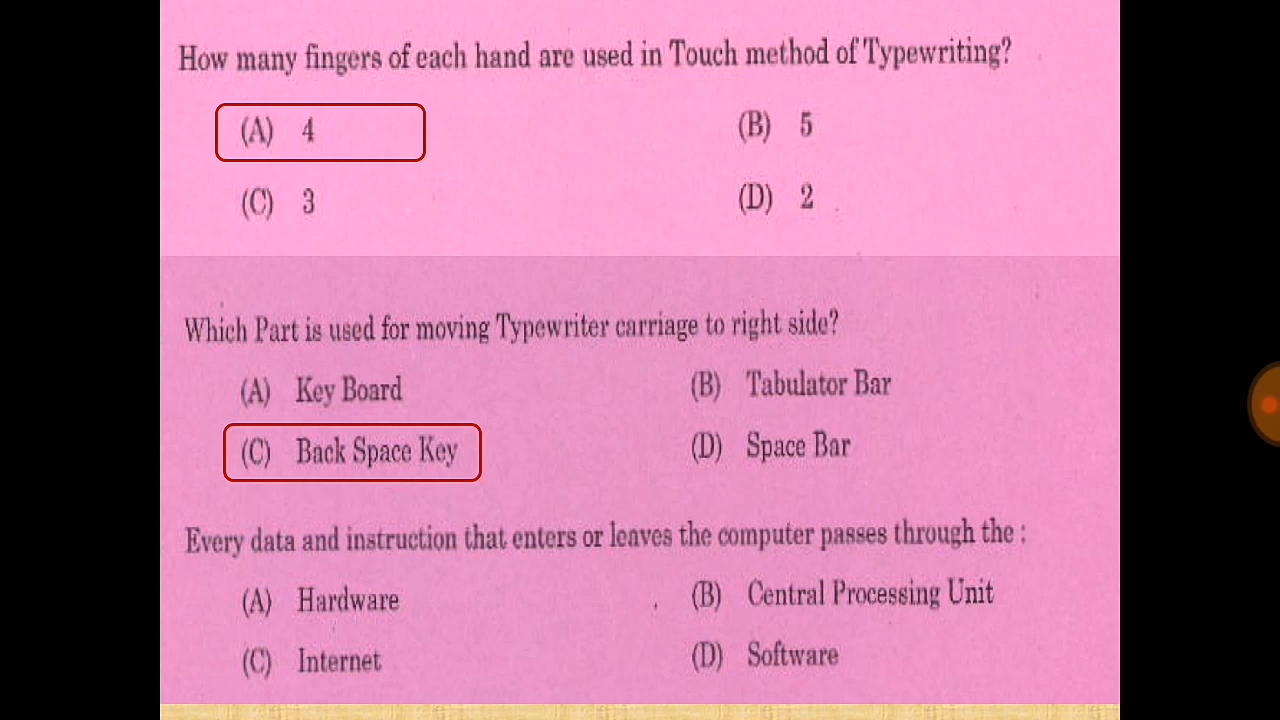 How many fingers of each hand are used in Touch method of Typewriting?
(A) 4 (B) 5
(C) 3 (D) 2
Which Part is used for moving Typewriter carriage to right side?
(A) Key Board (B) Tabulator Bar
(C) Back Space Key (D) Space Bar
Every data and instruction that enters or leaves the computer passes through the :
(A) Hardware (B) Central Processing Unit
(C) Internet (D) Software